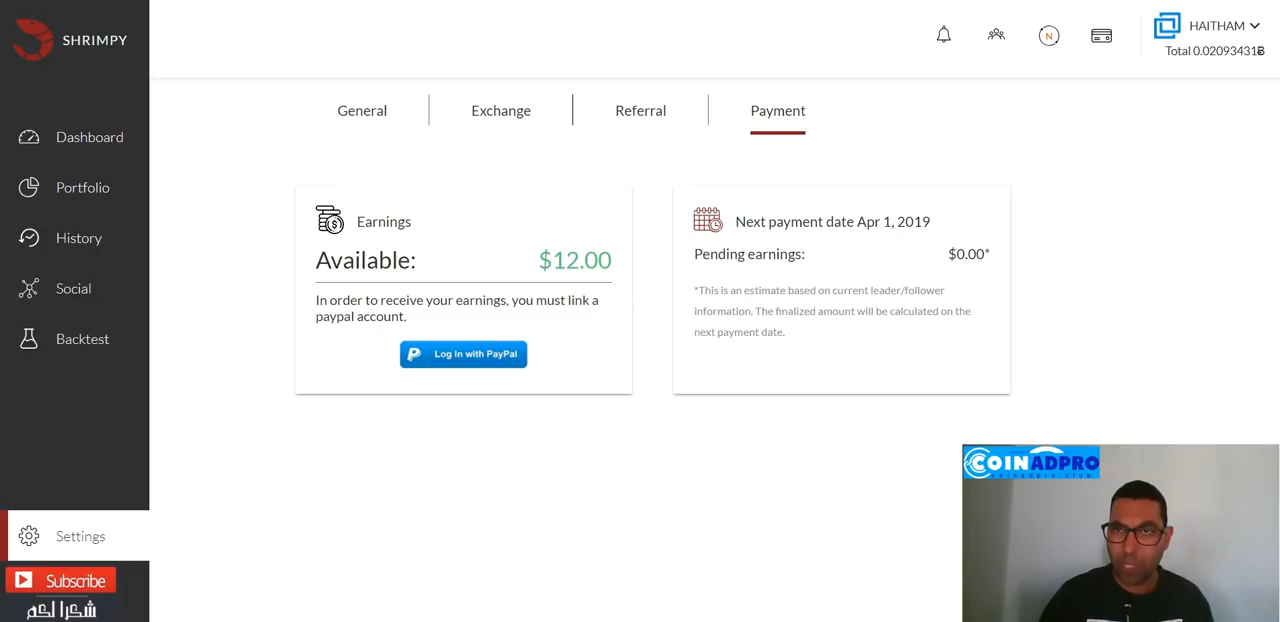 SHRIMPY
HAITHAM
Total 0.02093431Ƀ
General
Exchange
Referral
Payment
Dashboard
Portfolio
History
Social
Backtest
Settings
Earnings
Available: $12.00
In order to receive your earnings, you must link a
paypal account.
Log In with PayPal
Next payment date Apr 1, 2019
Pending earnings: $0.00*
*This is an estimate based on current leader/follower
information. The finalized amount will be calculated on the
next payment date.
Subscribe
شكرا لكم
COINADPRO
coinadpro.club
N